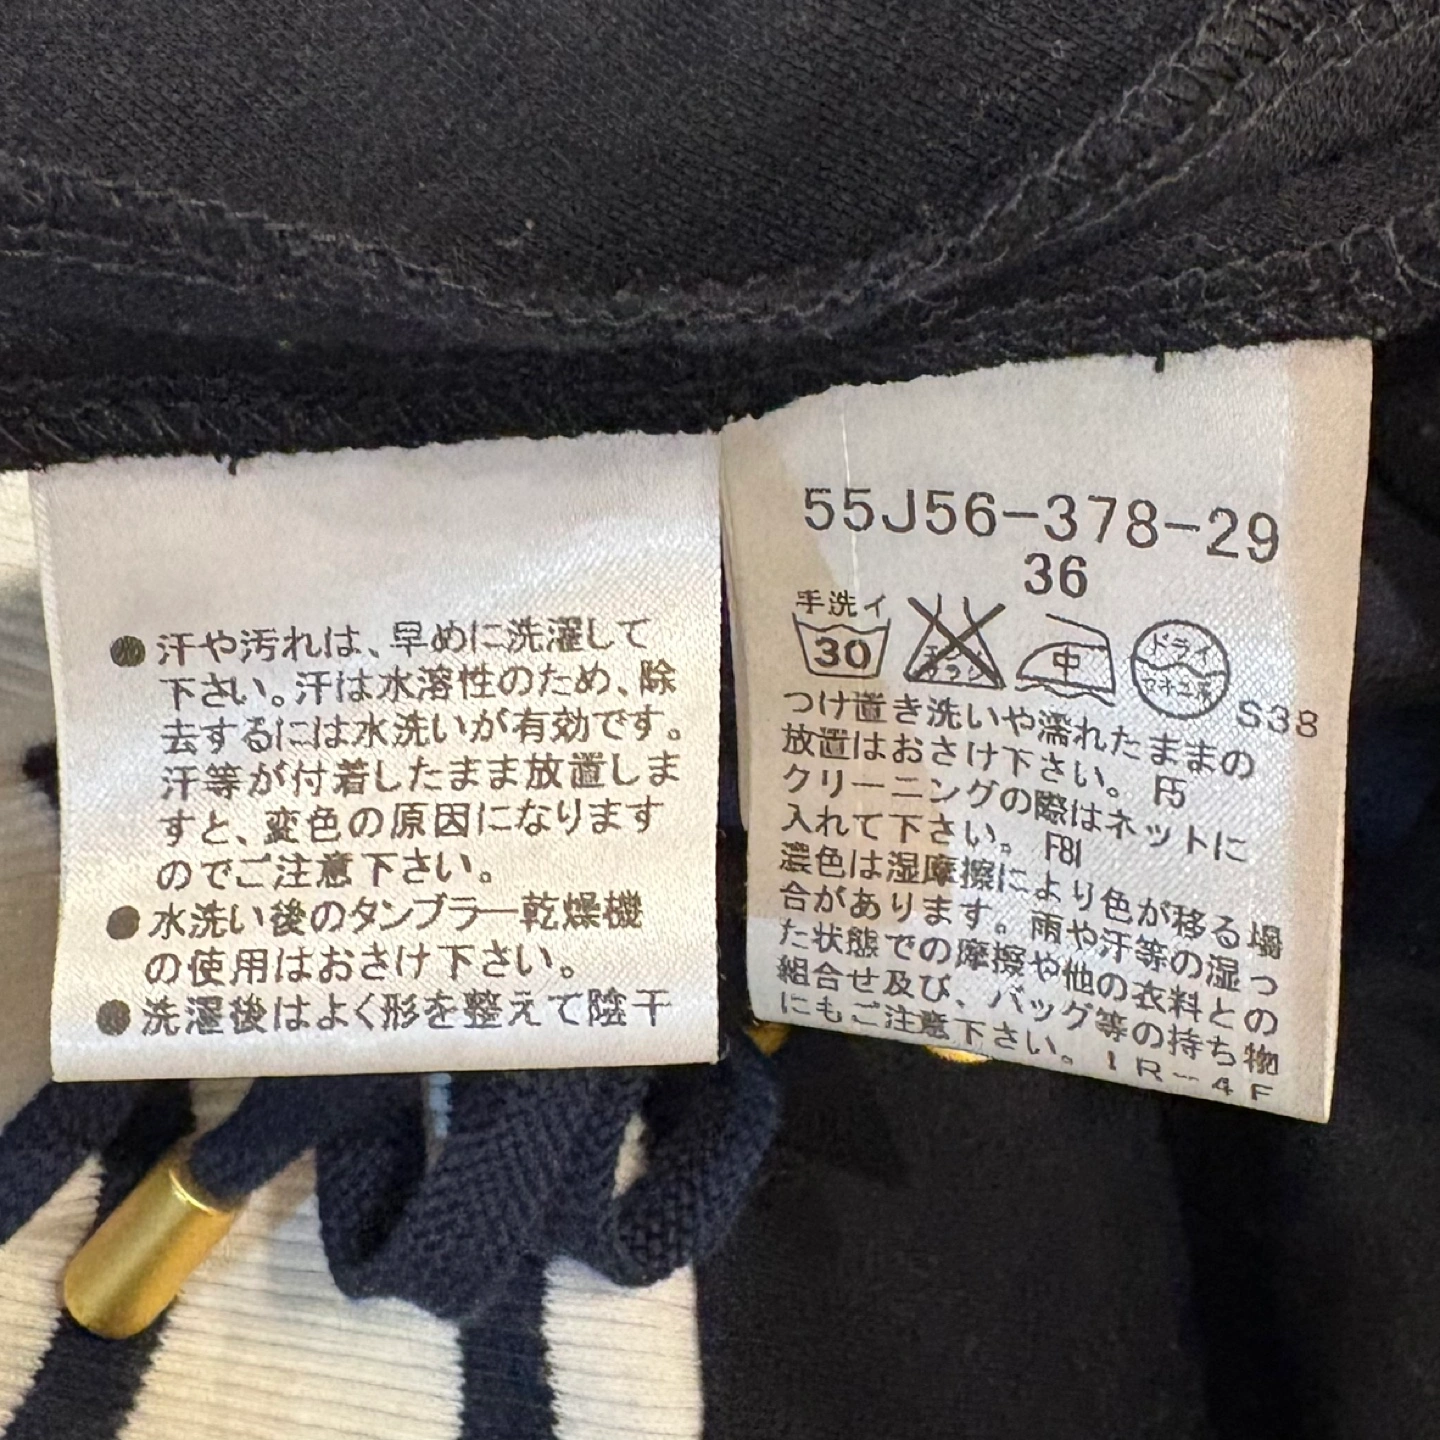 ●汗や汚れは、早めに洗濯して
下さい。汗は水溶性のため、除
去するには水洗いが有効です。
汗等が付着したまま放置しま
すと、変色の原因になります
のでご注意下さい。
●水洗い後のタンブラー乾燥機
の使用はおさけ下さい。
●洗濯後はよく形を整えて陰干
55J56-378-29
36
手洗イ
30
中
ドライ
S38
つけ置き洗いや濡れたままの
放置はおさけ下さい。 F5
クリーニングの際はネットに
入れて下さい。 F81
濃色は湿摩擦により色が移る場
合があります。雨や汗等の湿っ
た状態での摩擦や他の衣料との
組合せ及び、バッグ等の持ち物
にもご注意下さい。 1R-4F